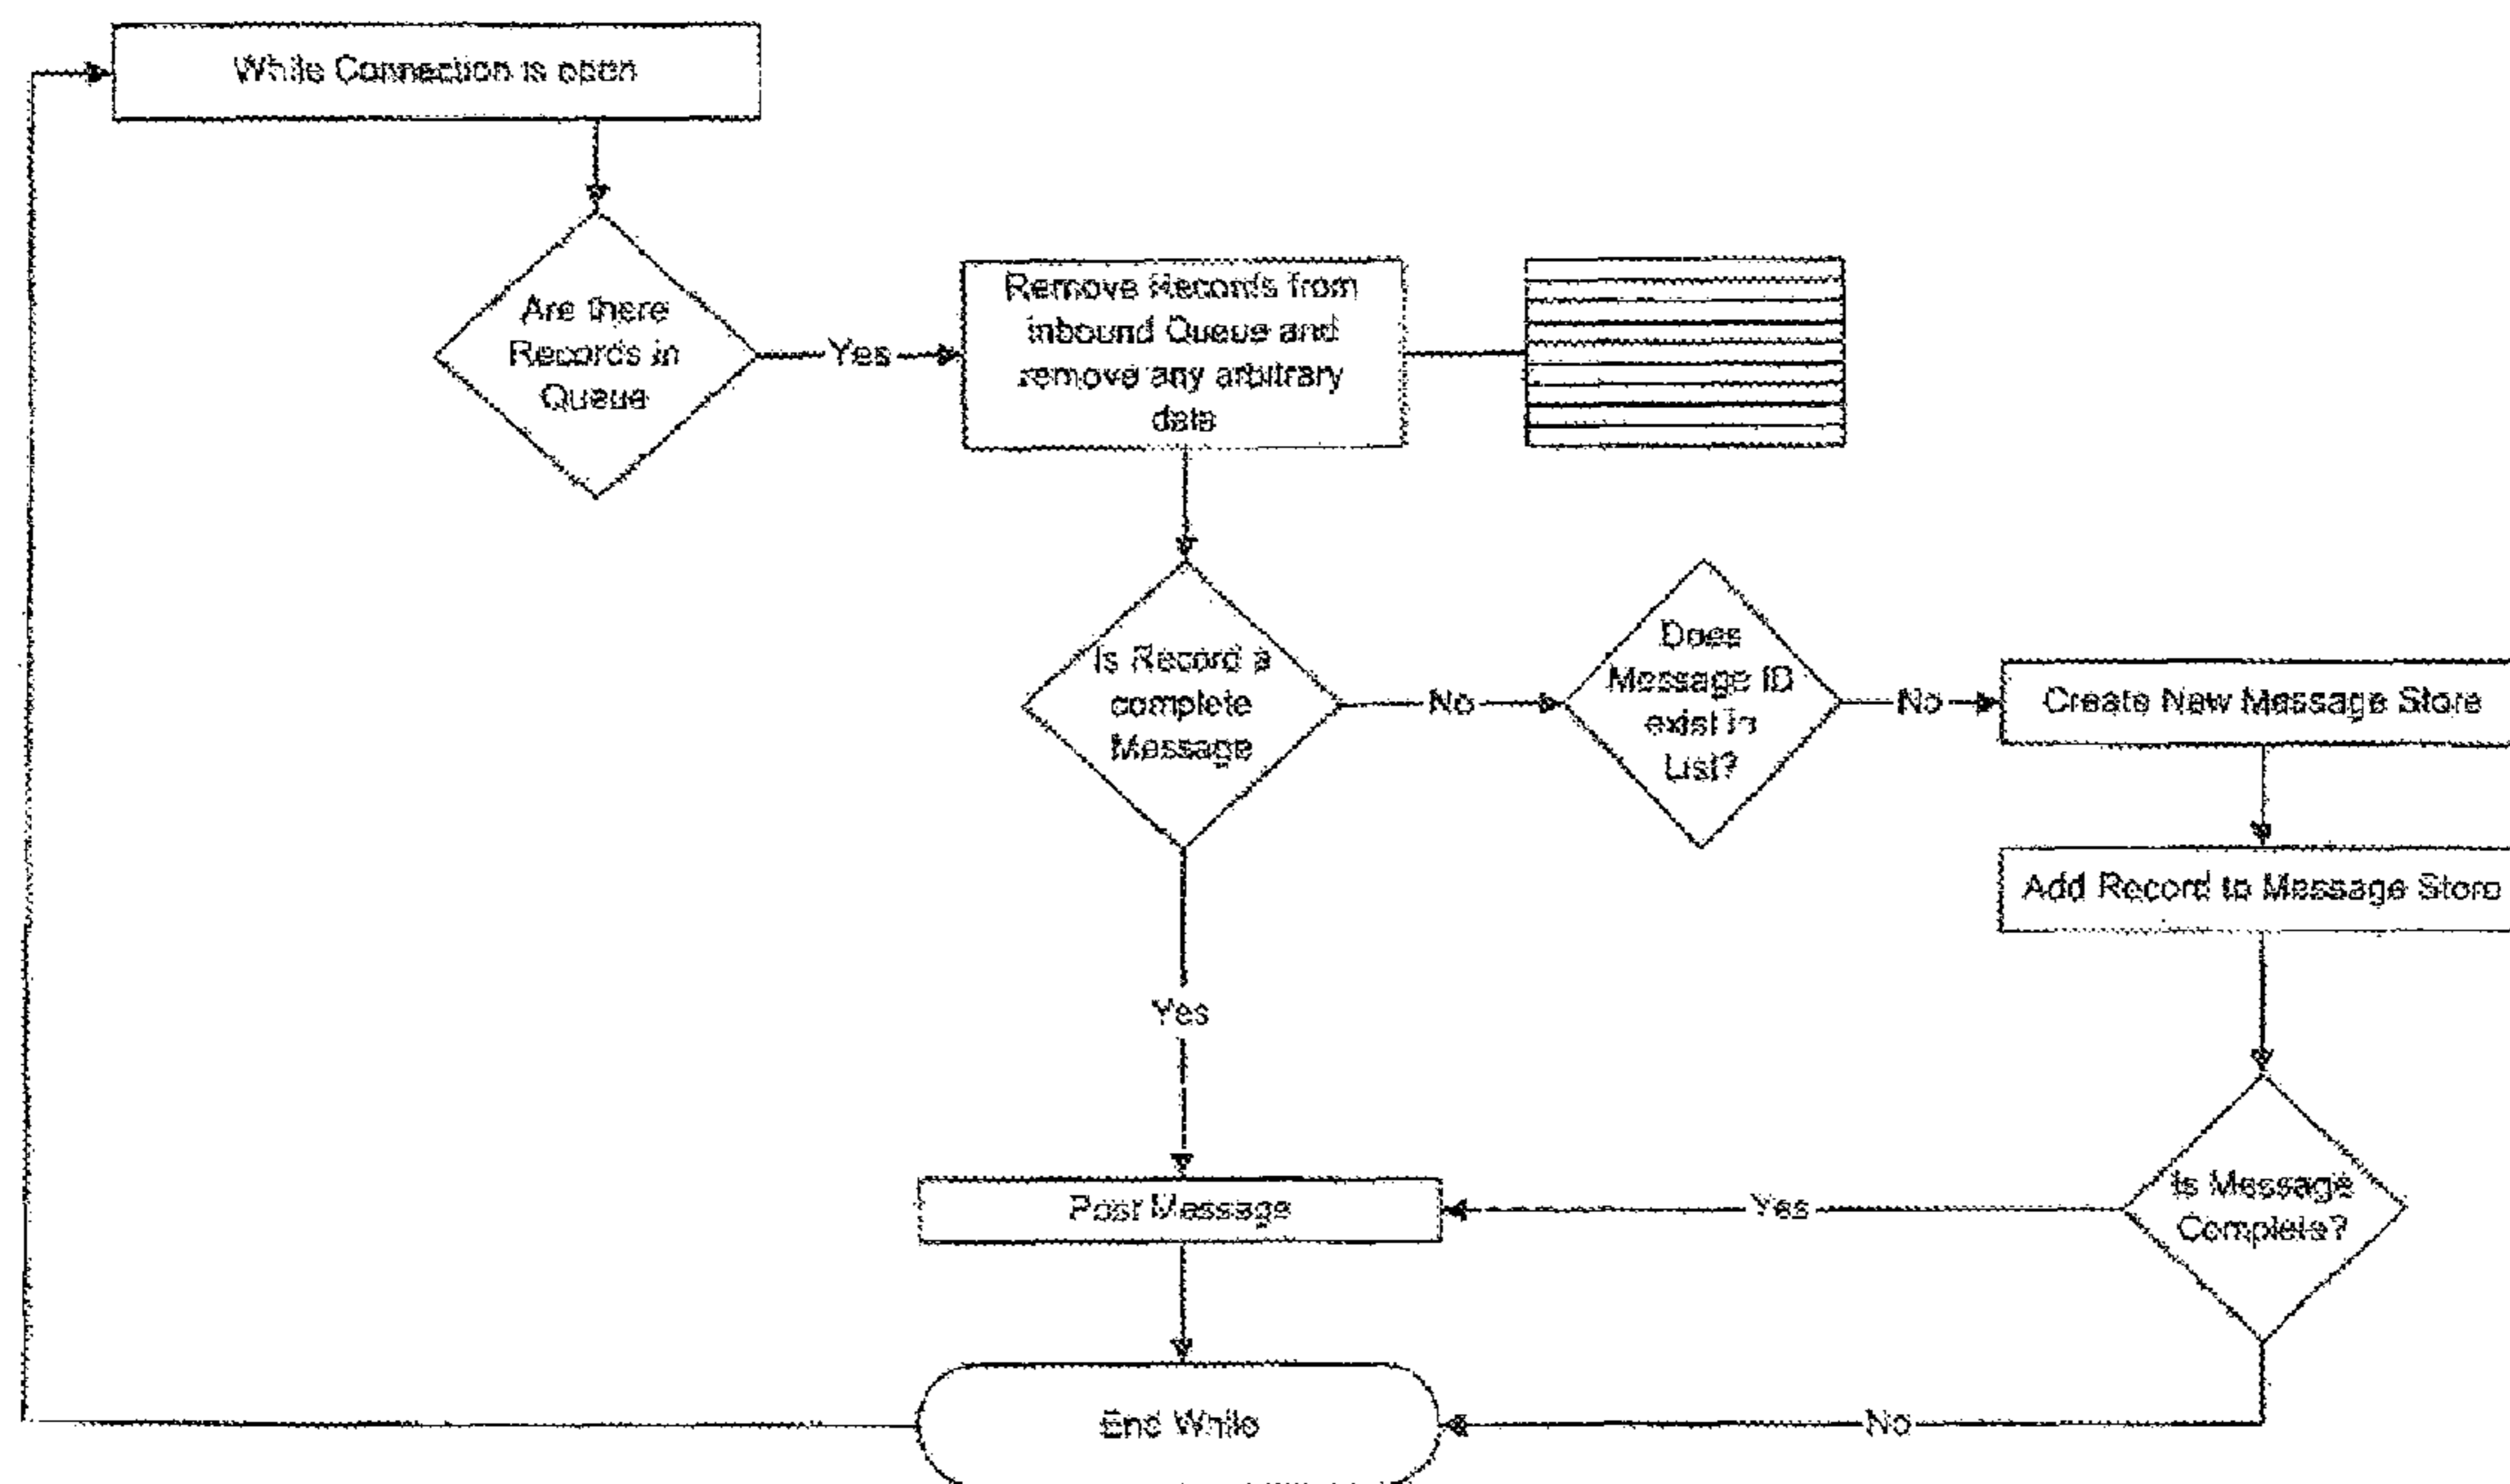 While Connection is open
Are there
Records in
Queue
Yes
Remove Records from
inbound Queue and
remove any arbitrary
data
Is Record a
complete
Message
No
Does
Message ID
exist in
List?
No
Create New Message Store
Add Record to Message Store
Yes
Post Message
Yes
Is Message
Complete?
End While
No